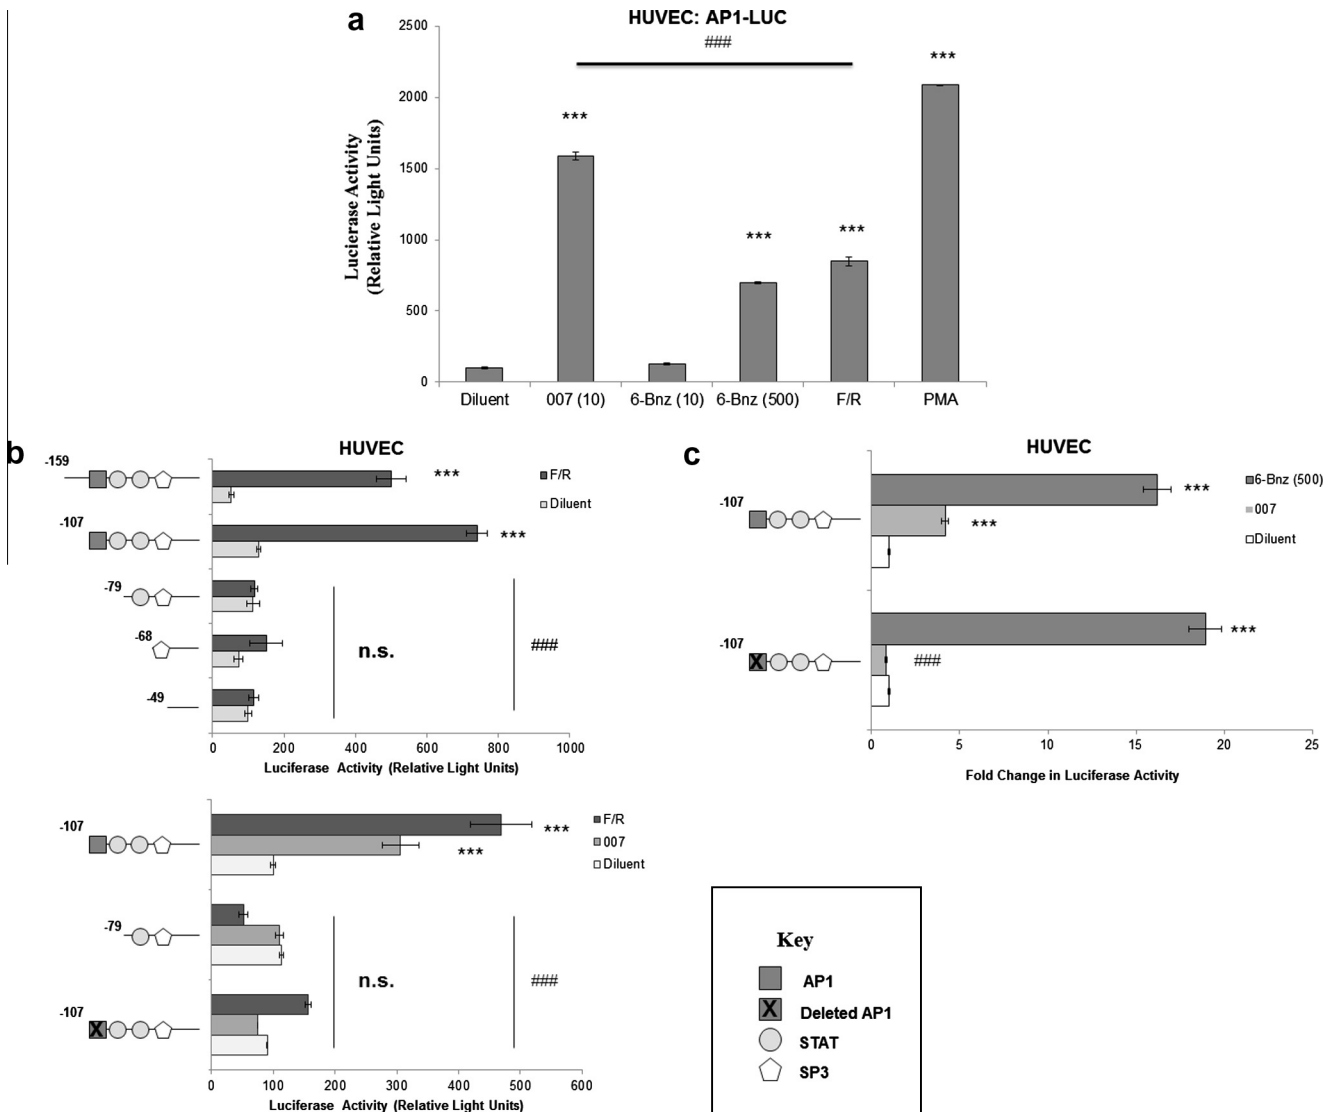 a
HUVEC: AP1-LUC
###
Lucierase Activity
(Relative Light Units)
2500
2000
1500
1000
500
0
***
***
***
***
Diluent
007 (10)
6-Bnz (10)
6-Bnz (500)
F/R
PMA
b
HUVEC
-159
-107
-79
-68
-49
***
***
n.s.
###
F/R
Diluent
0
200
400
600
800
1000
Luciferase Activity (Relative Light Units)
-107
-79
-107
X
***
***
n.s.
###
F/R
007
Diluent
0
100
200
300
400
500
600
Luciferase Activity (Relative Light Units)
c
HUVEC
-107
-107
X
***
***
***
###
6-Bnz (500)
007
Diluent
0
5
10
15
20
25
Fold Change in Luciferase Activity
Key
AP1
X
Deleted AP1
STAT
SP3